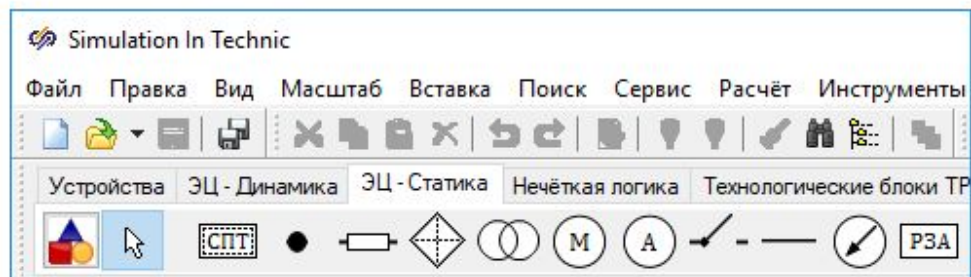 Simulation In Technic
Файл Правка Вид Масштаб Вставка Поиск Сервис Расчёт Инструменты
Устройства ЭЦ - Динамика ЭЦ - Статика Нечёткая логика Технологические блоки ТР
СПТ М А РЗА